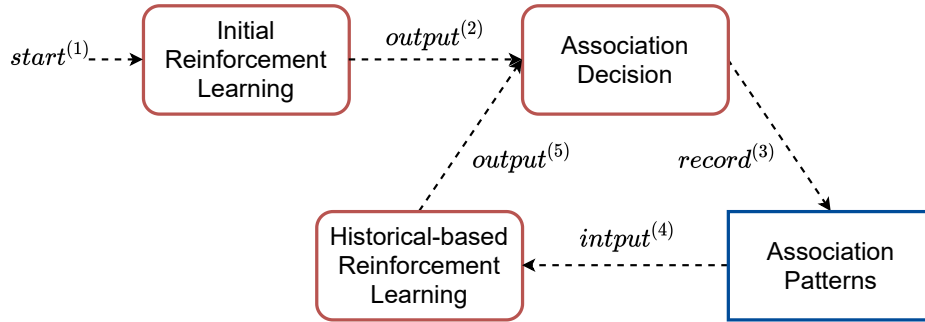 start(1)
Initial
Reinforcement
Learning
output(2)
Association
Decision
output(5)
record(3)
Historical-based
Reinforcement
Learning
intput(4)
Association
Patterns